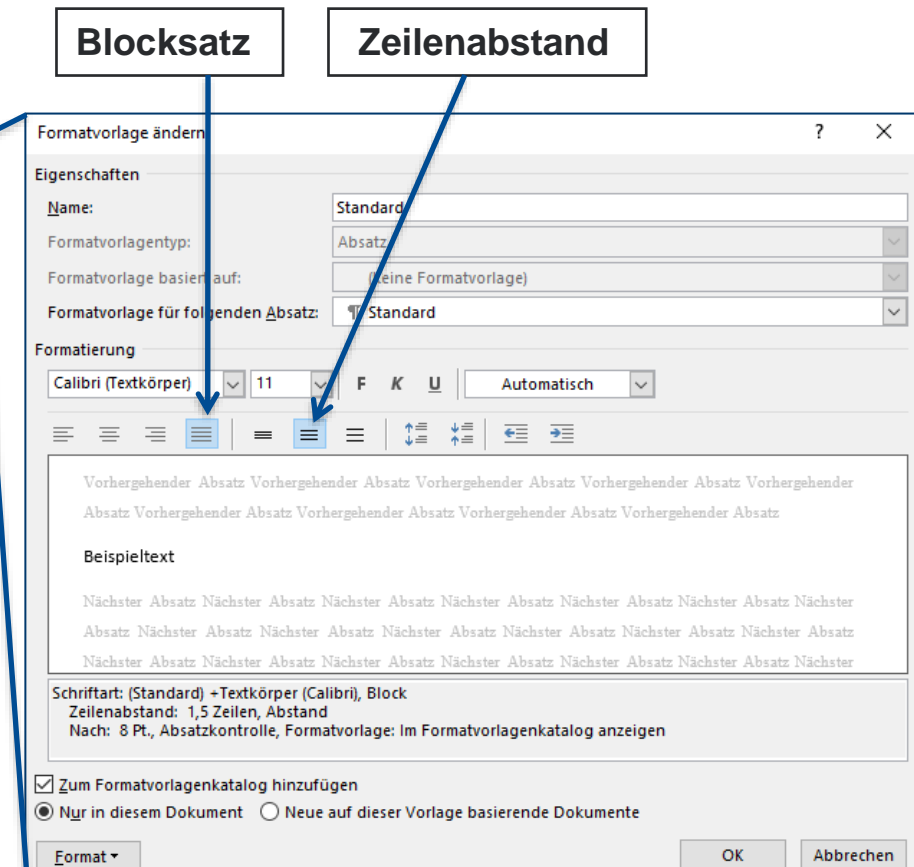 Blocksatz Zeilenabstand
Formatvorlage ändern ? ×
Eigenschaften
Name: Standard
Formatvorlagentyp: Absatz
Formatvorlage basiert auf: (Keine Formatvorlage)
Formatvorlage für folgenden Absatz: ¶ Standard
Formatierung
Calibri (Textkörper) 11 F K U Automatisch
Vorhergehender Absatz Vorhergehender Absatz Vorhergehender Absatz Vorhergehender Absatz Vorhergehender
Absatz Vorhergehender Absatz Vorhergehender Absatz Vorhergehender Absatz Vorhergehender Absatz
Beispieltext
Nächster Absatz Nächster Absatz Nächster Absatz Nächster Absatz Nächster Absatz Nächster Absatz Nächster
Absatz Nächster Absatz Nächster Absatz Nächster Absatz Nächster Absatz Nächster Absatz Nächster Absatz
Nächster Absatz Nächster Absatz Nächster Absatz Nächster Absatz Nächster Absatz Nächster Absatz Nächster
Schriftart: (Standard) +Textkörper (Calibri), Block
Zeilenabstand: 1,5 Zeilen, Abstand
Nach: 8 Pt., Absatzkontrolle, Formatvorlage: Im Formatvorlagenkatalog anzeigen
Zum Formatvorlagenkatalog hinzufügen
Nur in diesem Dokument Neue auf dieser Vorlage basierende Dokumente
Format OK Abbrechen